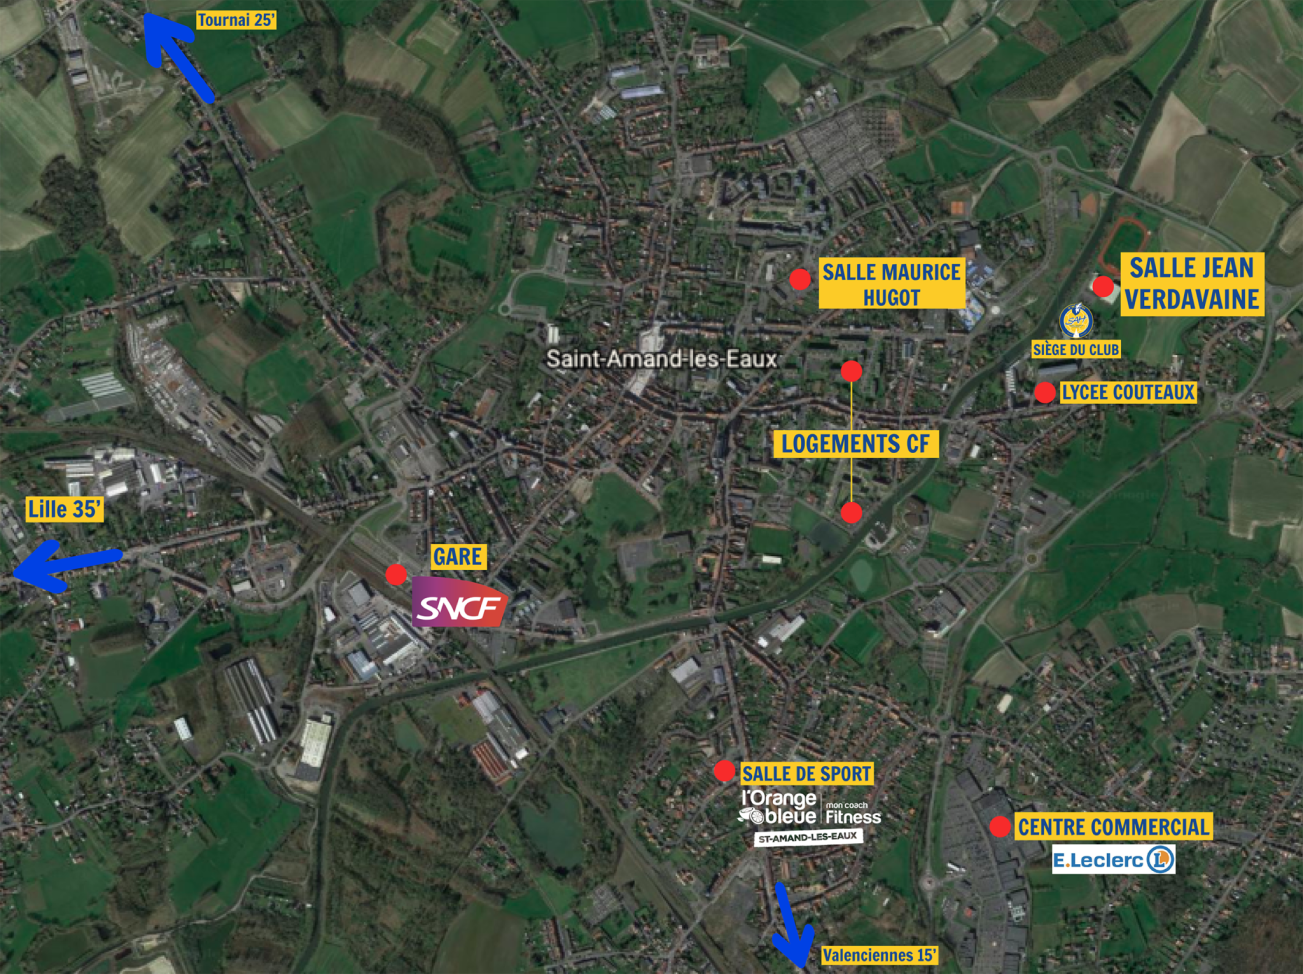 Tournai 25'
SALLE MAURICE
HUGOT
SALLE JEAN
VERDAVAINE
SAH
SIÈGE DU CLUB
Saint-Amand-les-Eaux
LYCEE COUTEAUX
LOGEMENTS CF
Lille 35'
GARE
SNCF
SALLE DE SPORT
l'Orange
bleue
mon coach
Fitness
ST-AMAND-LES-EAUX
CENTRE COMMERCIAL
E.Leclerc L
Valenciennes 15'